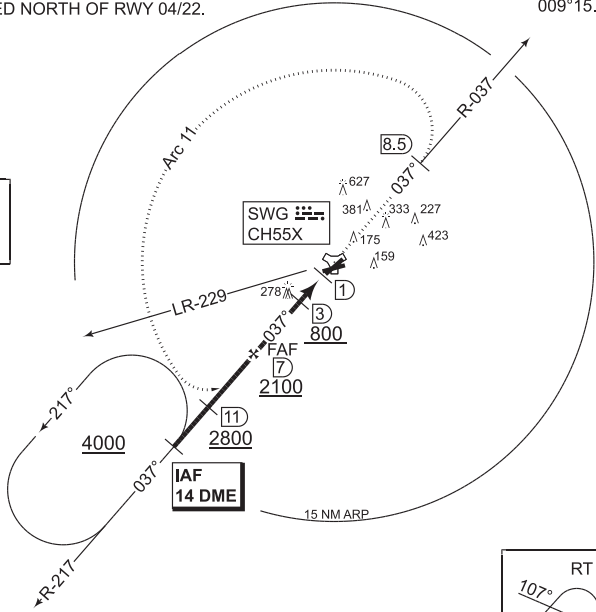 ED NORTH OF RWY 04/22.
009°15.
R-037
Arc 11
8.5
037°
627
381
333
227
423
175
159
SWG
CH55X
278
1
LR-229
3
800
037°
FAF
7
2100
11
2800
217°
4000
037°
IAF
14 DME
15 NM ARP
R-217
RT
107°